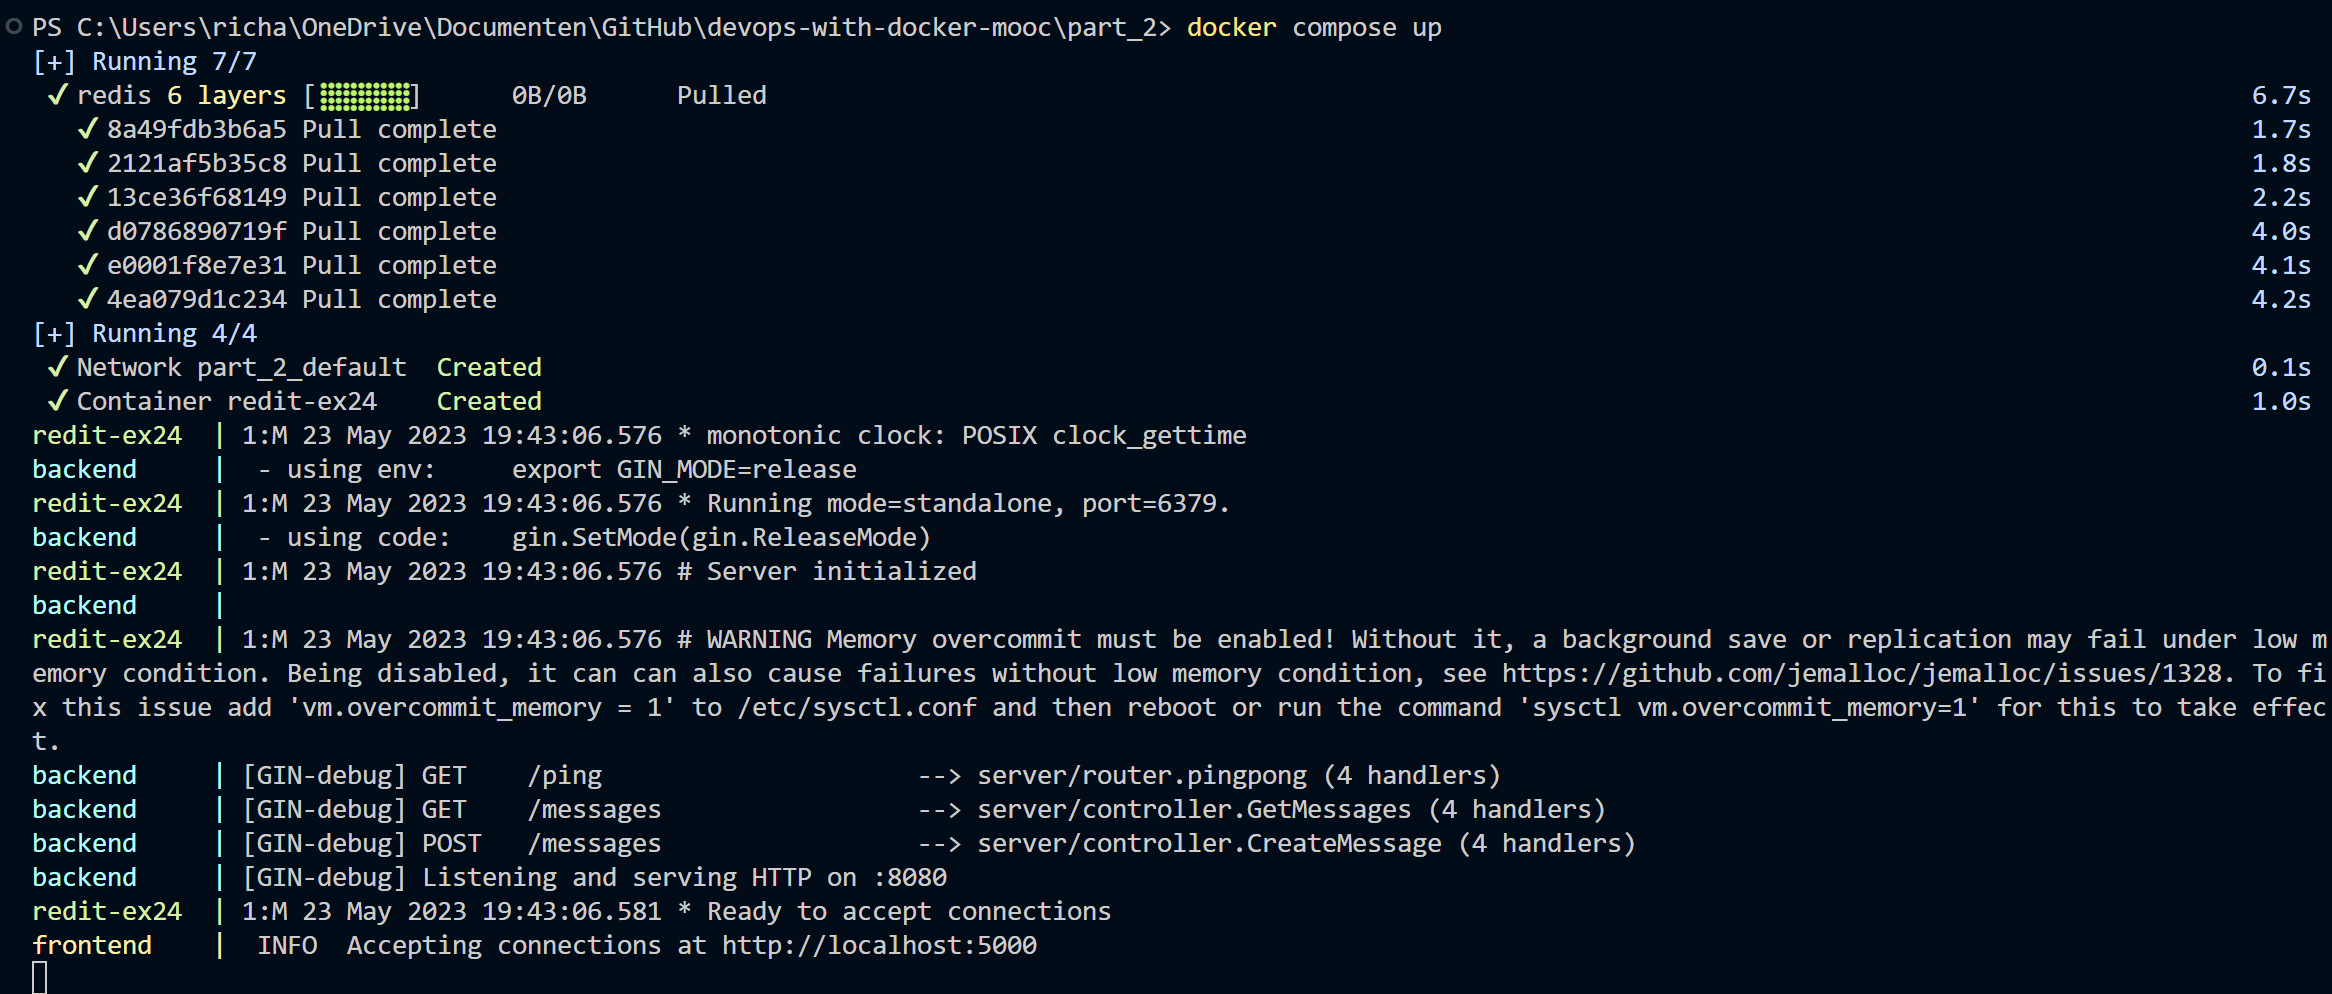 PS C:\Users\richa\OneDrive\Documenten\GitHub\devops-with-docker-mooc\part_2> docker compose up
[+] Running 7/7
✔ redis 6 layers [⣿⣿⣿⣿⣿⣿] 0B/0B Pulled 6.7s
✔ 8a49fdb3b6a5 Pull complete 1.7s
✔ 2121af5b35c8 Pull complete 1.8s
✔ 13ce36f68149 Pull complete 2.2s
✔ d0786890719f Pull complete 4.0s
✔ e0001f8e7e31 Pull complete 4.1s
✔ 4ea079d1c234 Pull complete 4.2s
[+] Running 4/4
✔ Network part_2_default Created 0.1s
✔ Container redit-ex24 Created 1.0s
redit-ex24 | 1:M 23 May 2023 19:43:06.576 * monotonic clock: POSIX clock_gettime
backend | - using env: export GIN_MODE=release
redit-ex24 | 1:M 23 May 2023 19:43:06.576 * Running mode=standalone, port=6379.
backend | - using code: gin.SetMode(gin.ReleaseMode)
redit-ex24 | 1:M 23 May 2023 19:43:06.576 # Server initialized
backend |
redit-ex24 | 1:M 23 May 2023 19:43:06.576 # WARNING Memory overcommit must be enabled! Without it, a background save or replication may fail under low m
emory condition. Being disabled, it can can also cause failures without low memory condition, see https://github.com/jemalloc/jemalloc/issues/1328. To fi
x this issue add 'vm.overcommit_memory = 1' to /etc/sysctl.conf and then reboot or run the command 'sysctl vm.overcommit_memory=1' for this to take effec
t.
backend | [GIN-debug] GET /ping --> server/router.pingpong (4 handlers)
backend | [GIN-debug] GET /messages --> server/controller.GetMessages (4 handlers)
backend | [GIN-debug] POST /messages --> server/controller.CreateMessage (4 handlers)
backend | [GIN-debug] Listening and serving HTTP on :8080
redit-ex24 | 1:M 23 May 2023 19:43:06.581 * Ready to accept connections
frontend | INFO Accepting connections at http://localhost:5000